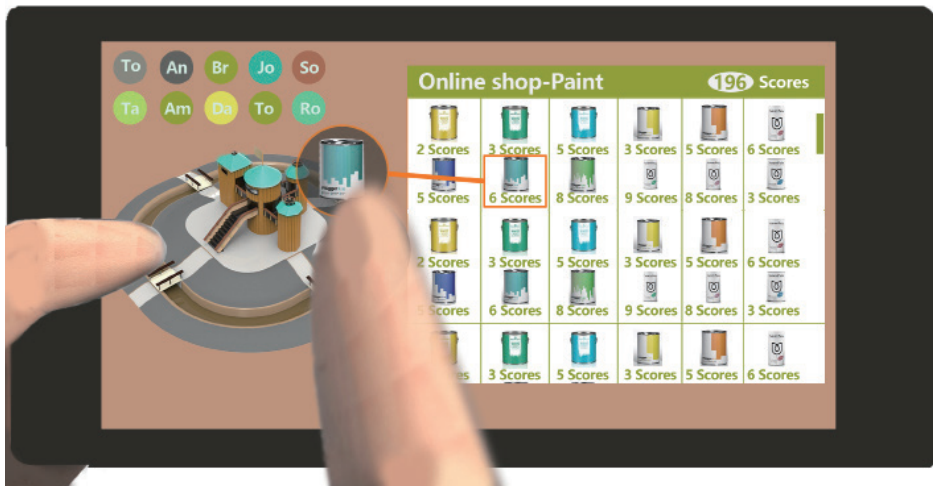 To An Br Jo So
Ta Am Da To Ro
Online shop-Paint 196 Scores
2 Scores 3 Scores 5 Scores 3 Scores 5 Scores 6 Scores
5 Scores 6 Scores 8 Scores 9 Scores 8 Scores 3 Scores
2 Scores 3 Scores 5 Scores 3 Scores 5 Scores 6 Scores
5 Scores 6 Scores 8 Scores 9 Scores 8 Scores 3 Scores
3 Scores 5 Scores 3 Scores 5 Scores 6 Scores